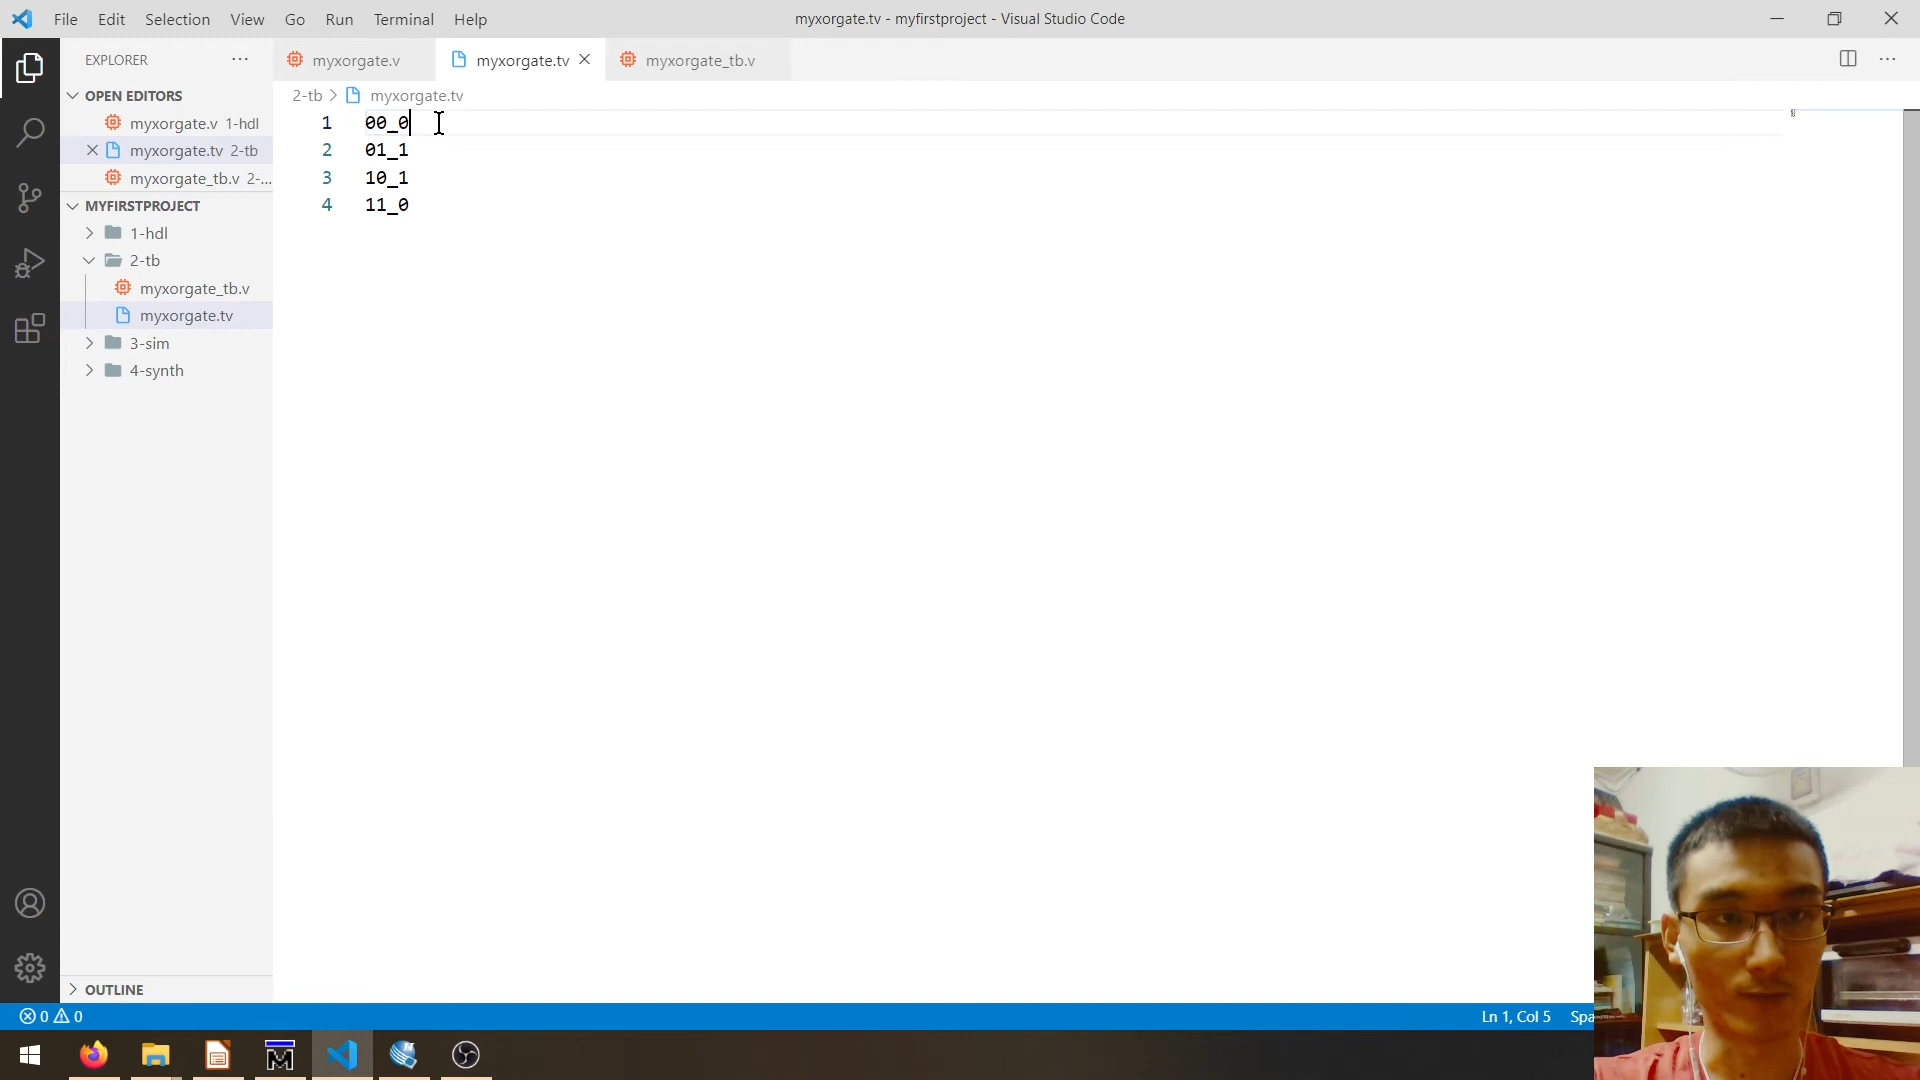 File Edit Selection View Go Run Terminal Help
myxorgate.tv - myfirstproject - Visual Studio Code
EXPLORER
myxorgate.v
myxorgate.tv
myxorgate_tb.v
OPEN EDITORS
myxorgate.v 1-hdl
myxorgate.tv 2-tb
myxorgate_tb.v 2-...
MYFIRSTPROJECT
1-hdl
2-tb
myxorgate_tb.v
myxorgate.tv
3-sim
4-synth
OUTLINE
2-tb > myxorgate.tv
1 00_0
2 01_1
3 10_1
4 11_0
0 0
Ln 1, Col 5 Spa